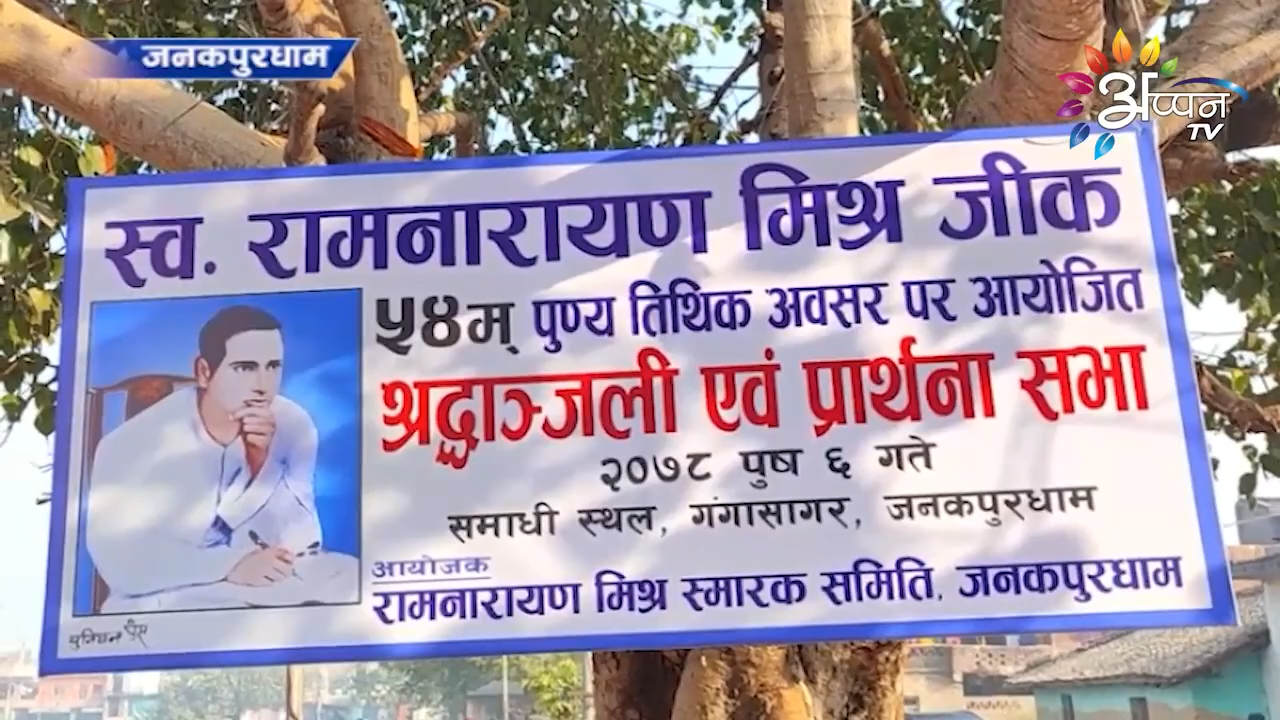 जनकपुरधाम
अप्पन
TV
स्व. रामनारायण मिश्र जीक
५४म् पुण्य तिथिक अवसर पर आयोजित
श्रद्धाञ्जली एवं प्रार्थना सभा
२०७८ पुष ६ गते
समाधी स्थल, गंगासागर, जनकपुरधाम
आयोजक
रामनारायण मिश्र स्मारक समिति, जनकपुरधाम